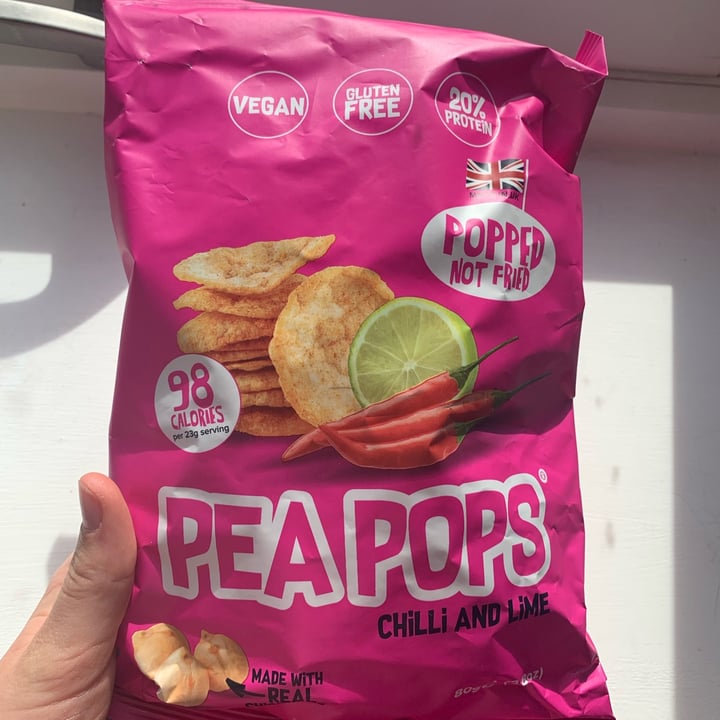 VEGAN
GLUTEN
FREE
20%
PROTEIN
POPPED
NOT FRIED
98
CALORIES
per 23g serving
PEA POPS
CHILLI AND LIME
MADE WITH
REAL
80g